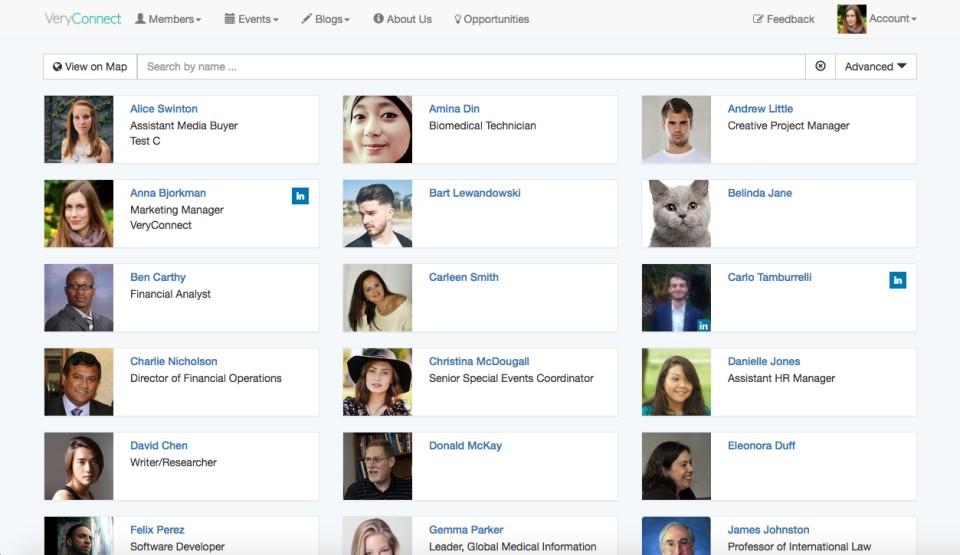 VeryConnect Members Events Blogs About Us Opportunities Feedback Account
View on Map Search by name ... Advanced
Alice Swinton
Assistant Media Buyer
Test C
Amina Din
Biomedical Technician
Andrew Little
Creative Project Manager
Anna Bjorkman
Marketing Manager
VeryConnect
in
Bart Lewandowski
Belinda Jane
Ben Carthy
Financial Analyst
Carleen Smith
Carlo Tamburrelli
in
in
Charlie Nicholson
Director of Financial Operations
Christina McDougall
Senior Special Events Coordinator
Danielle Jones
Assistant HR Manager
David Chen
Writer/Researcher
Donald McKay
Eleonora Duff
Felix Perez
Software Developer
Gemma Parker
Leader, Global Medical Information
James Johnston
Professor of International Law